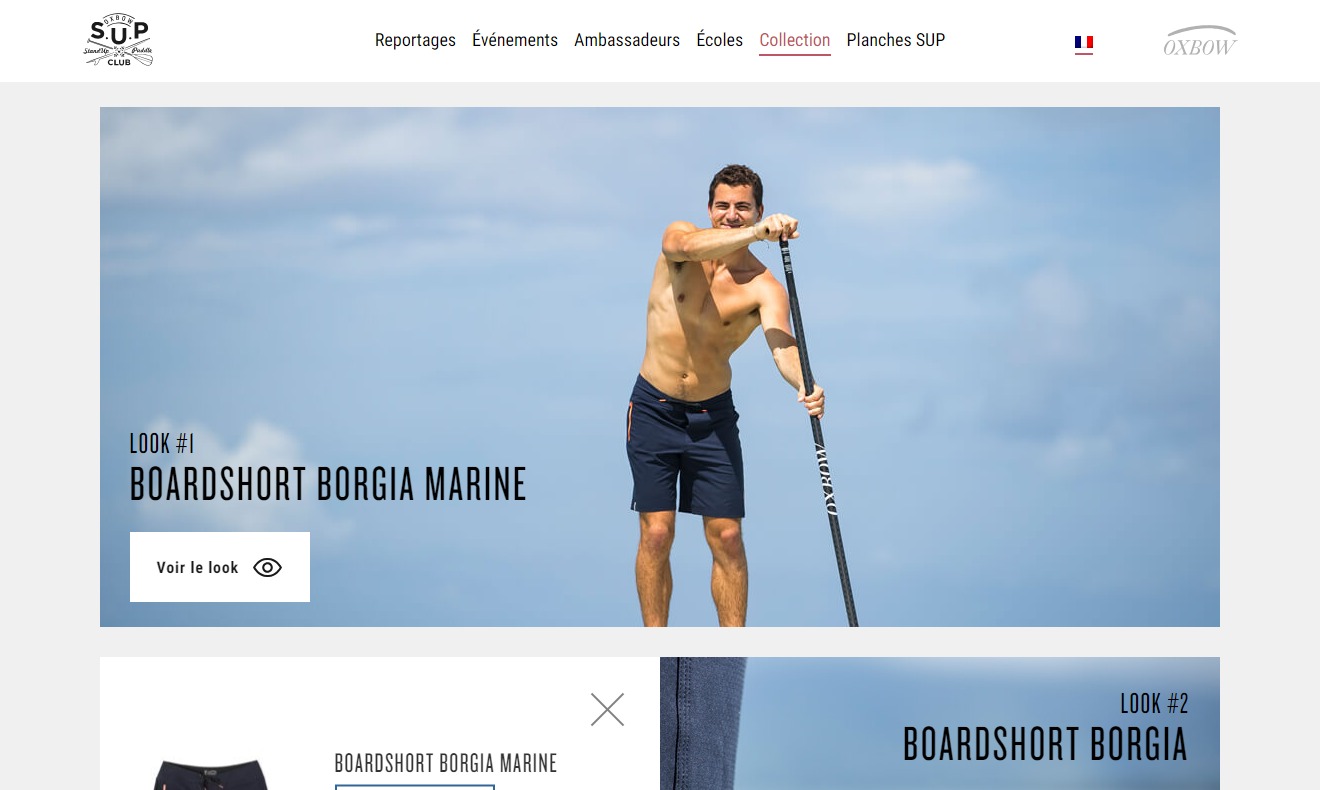 OXBOW
S.U.P
StandUp Paddle
CLUB
Reportages Événements Ambassadeurs Écoles Collection Planches SUP
OXBOW
OXBOW
LOOK #1
BOARDSHORT BORGIA MARINE
Voir le look
LOOK #2
BOARDSHORT BORGIA
BOARDSHORT BORGIA MARINE